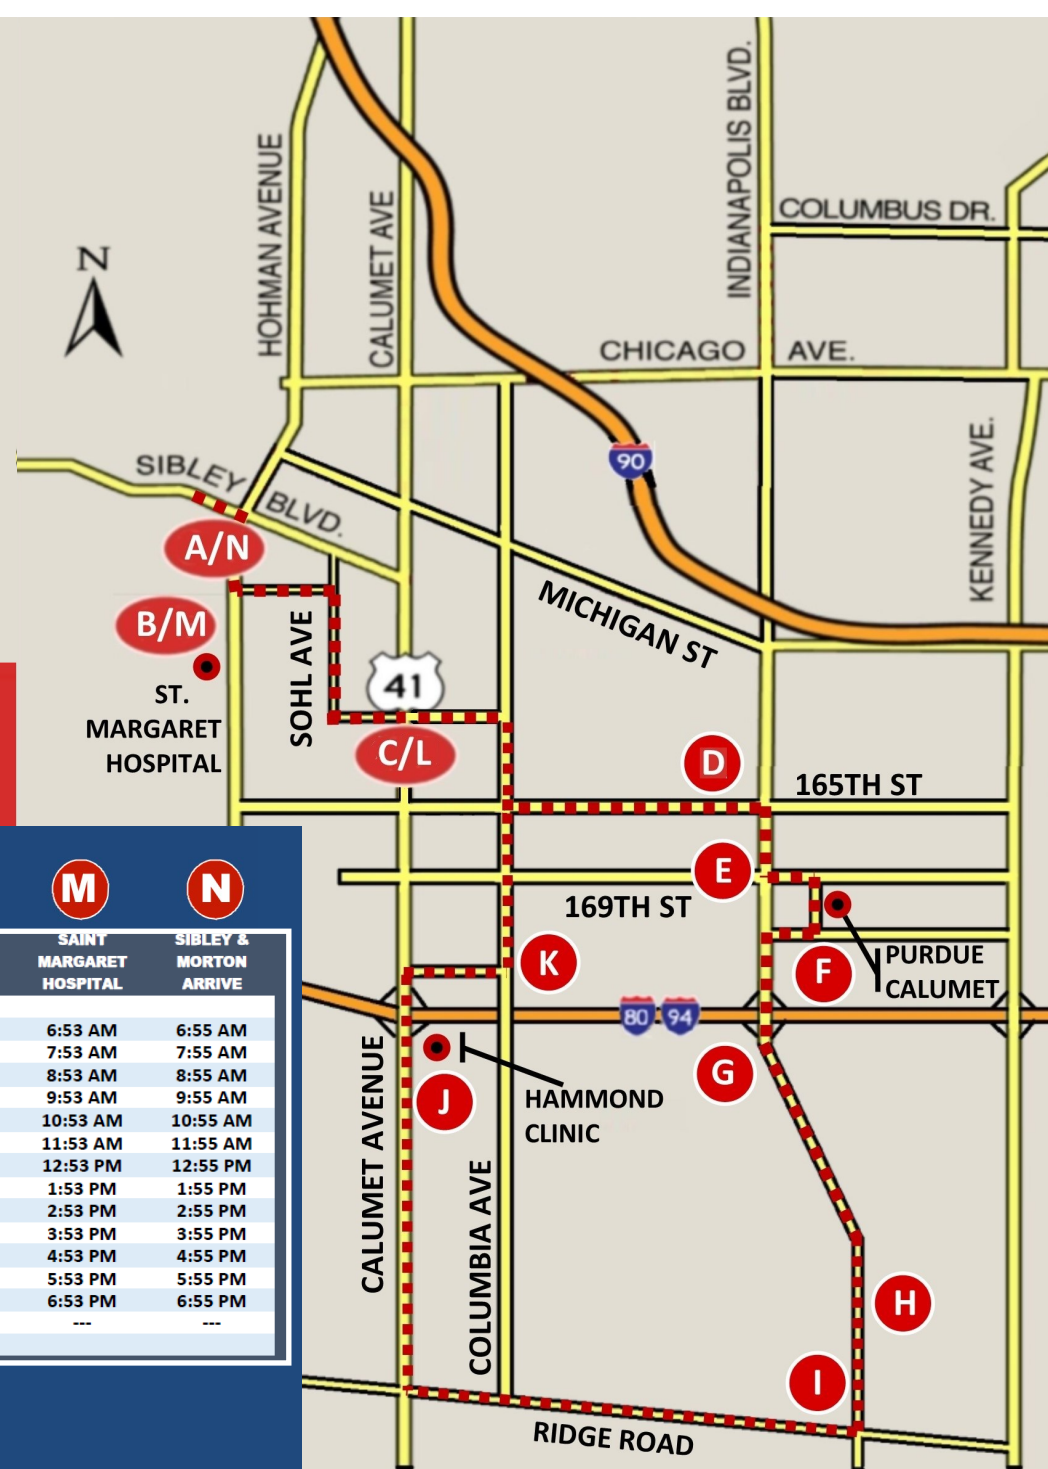 HOHMAN AVENUE
CALUMET AVE
INDIANAPOLIS BLVD.
COLUMBUS DR.
N
CHICAGO AVE.
90
KENNEDY AVE.
SIBLEY BLVD.
A/N
B/M
ST.
MARGARET
HOSPITAL
SOHL AVE
MICHIGAN ST
41
C/L
D
165TH ST
E
169TH ST
K
F
PURDUE
CALUMET
80 94
G
J
HAMMOND
CLINIC
CALUMET AVENUE
COLUMBIA AVE
H
I
RIDGE ROAD
M N
SAINT SIBLEY &
MARGARET MORTON
HOSPITAL ARRIVE
6:53 AM 6:55 AM
7:53 AM 7:55 AM
8:53 AM 8:55 AM
9:53 AM 9:55 AM
10:53 AM 10:55 AM
11:53 AM 11:55 AM
12:53 PM 12:55 PM
1:53 PM 1:55 PM
2:53 PM 2:55 PM
3:53 PM 3:55 PM
4:53 PM 4:55 PM
5:53 PM 5:55 PM
6:53 PM 6:55 PM
--- ---